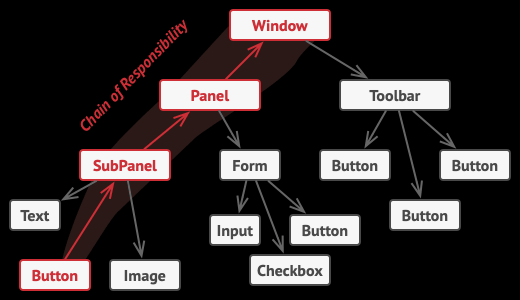 Window
Chain of Responsibility
Panel
Toolbar
SubPanel
Form
Button
Button
Text
Input
Button
Button
Button
Image
Checkbox